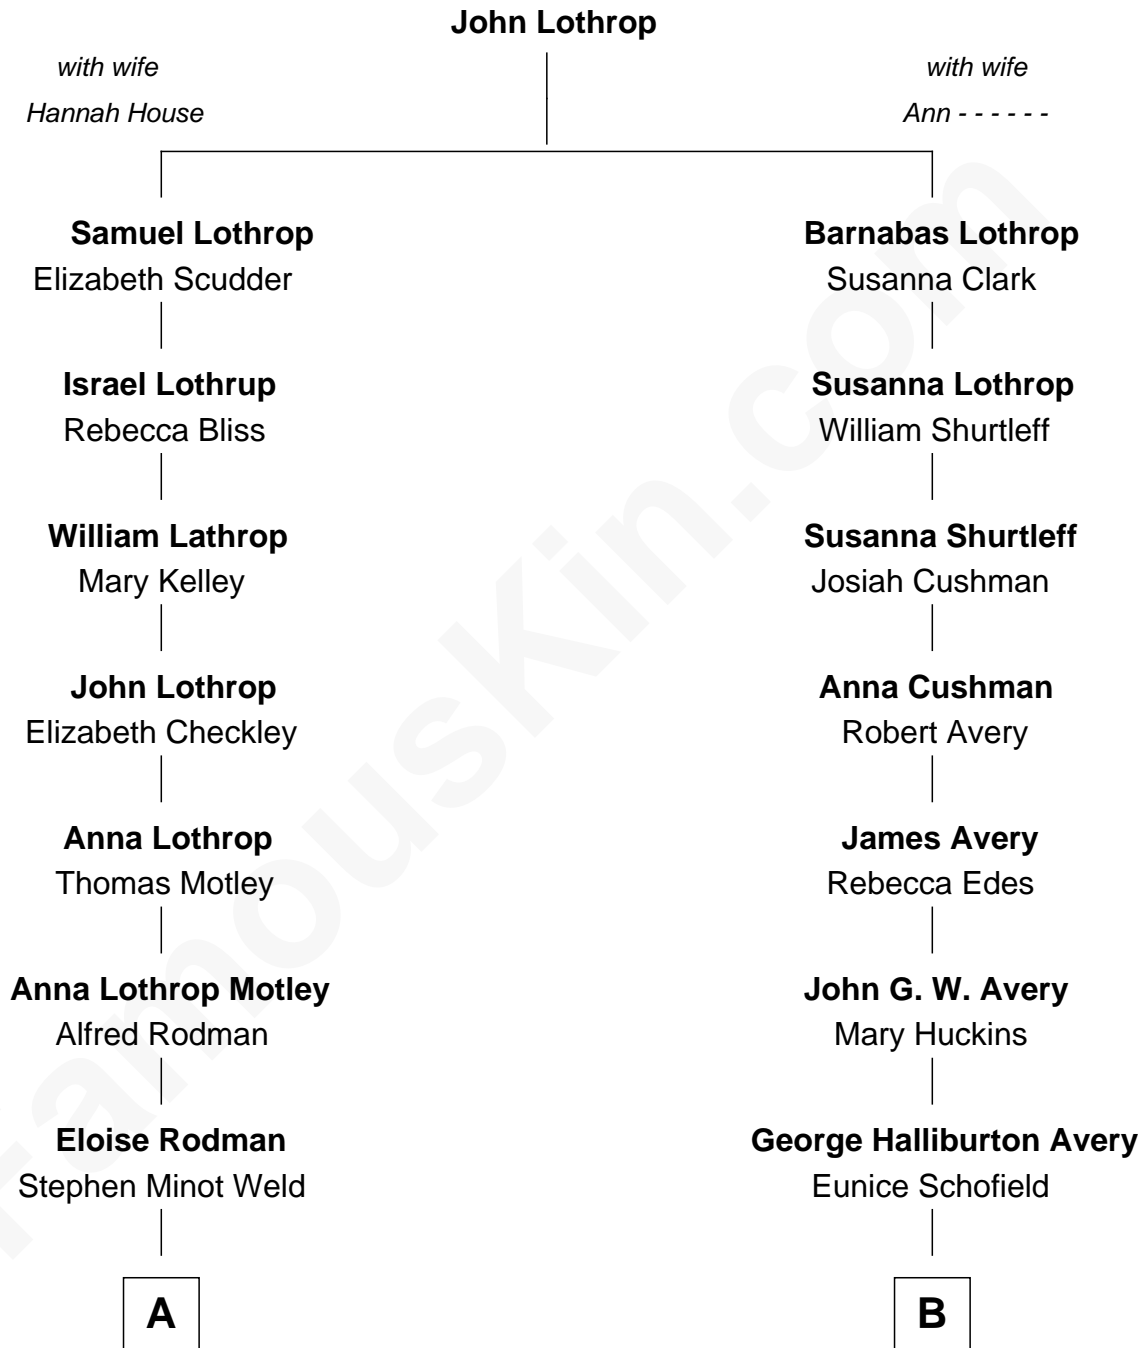 John Lothrop
with wife
Hannah House
with wife
Ann - - - - - -
Samuel Lothrop
Elizabeth Scudder
Barnabas Lothrop
Susanna Clark
Israel Lothrup
Rebecca Bliss
Susanna Lothrop
William Shurtleff
William Lathrop
Mary Kelley
Susanna Shurtleff
Josiah Cushman
John Lothrop
Elizabeth Checkley
Anna Cushman
Robert Avery
Anna Lothrop
Thomas Motley
James Avery
Rebecca Edes
Anna Lothrop Motley
Alfred Rodman
John G. W. Avery
Mary Huckins
Eloise Rodman
Stephen Minot Weld
George Halliburton Avery
Eunice Schofield
A
B
FamousKin.com